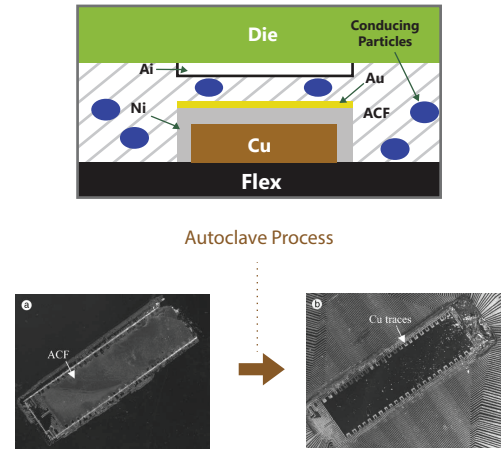 Die
Conducing
Particles
Ai
Au
Ni
ACF
Cu
Flex
Autoclave Process
a
ACF
b
Cu traces